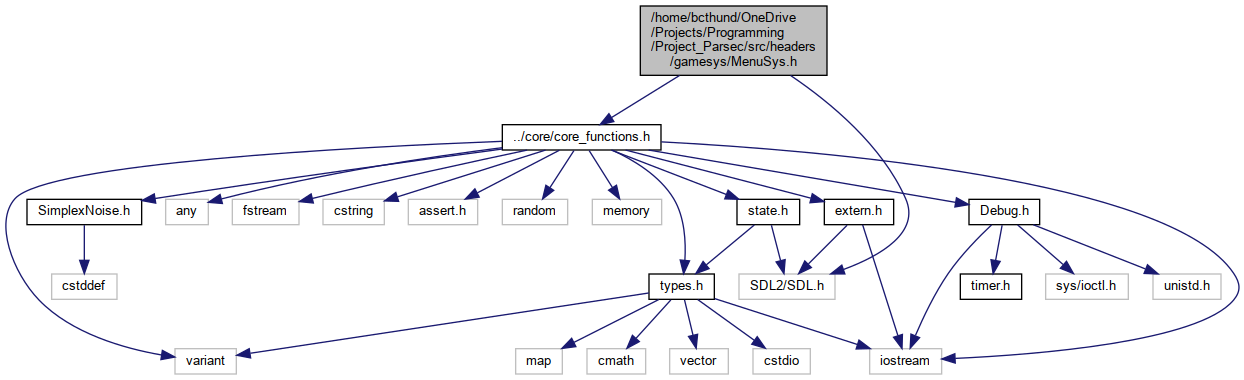 /home/bcthund/OneDrive
/Projects/Programming
/Project_Parsec/src/headers
/gamesys/MenuSys.h
../core/core_functions.h
SimplexNoise.h
any
fstream
cstring
assert.h
random
memory
state.h
extern.h
Debug.h
cstddef
types.h
SDL2/SDL.h
timer.h
sys/ioctl.h
unistd.h
variant
map
cmath
vector
cstdio
iostream